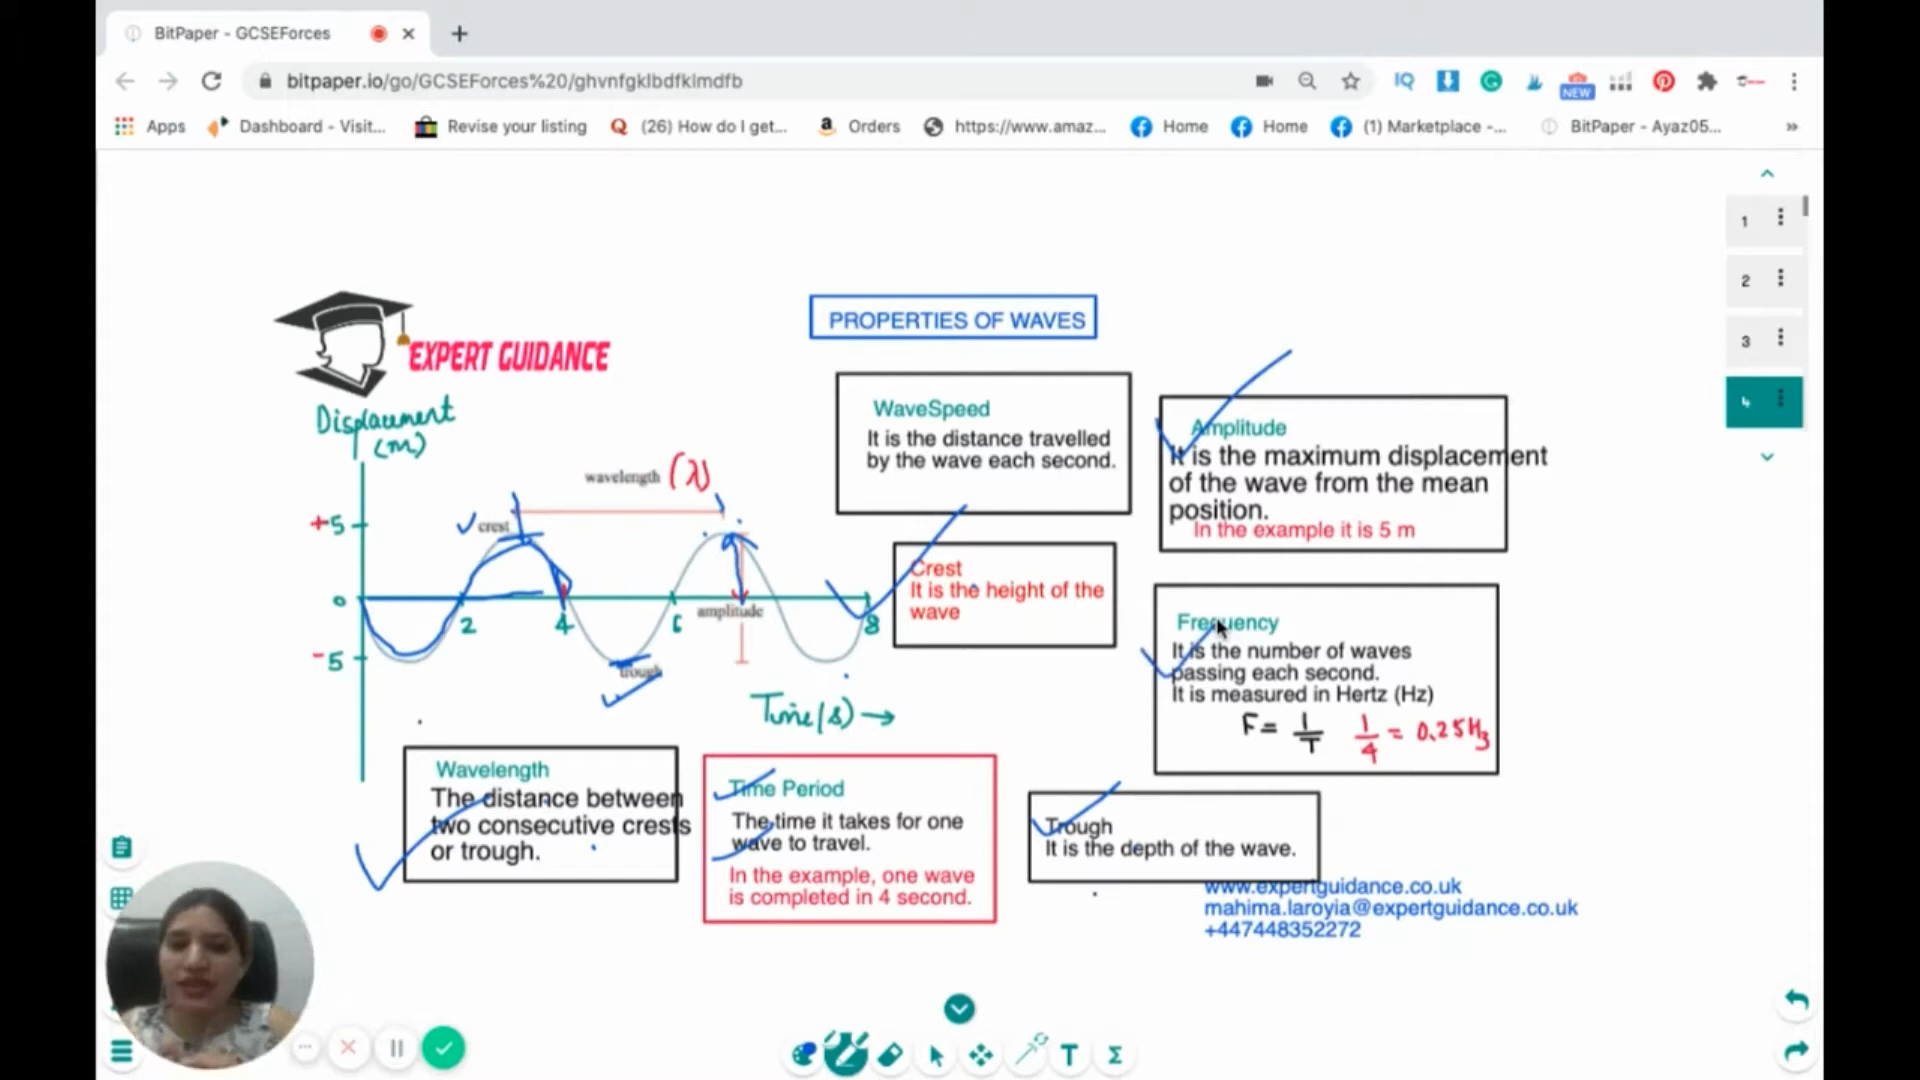 BitPaper - GCSEForces
bitpaper.io/go/GCSEForces%20/ghvnfgklbdfklmdfb
IQ
NEW
Apps
Dashboard - Visit...
Revise your listing
Q (26) How do I get...
a Orders
https://www.amaz...
Home
Home
(1) Marketplace -...
BitPaper - Ayaz05...
»
1
2
3
4
PROPERTIES OF WAVES
EXPERT GUIDANCE
Displacement
(m)
wavelength (λ)
+5
crest
0
2
4
6
8
amplitude
-5
trough
Time(s) →
WaveSpeed
It is the distance travelled
by the wave each second.
Amplitude
It is the maximum displacement
of the wave from the mean
position.
In the example it is 5 m
Crest
It is the height of the
wave
Frequency
It is the number of waves
passing each second.
It is measured in Hertz (Hz)
F = 1/T 1/4 = 0.25Hz
Wavelength
The distance between
two consecutive crests
or trough.
Time Period
The time it takes for one
wave to travel.
In the example, one wave
is completed in 4 second.
Trough
It is the depth of the wave.
www.expertguidance.co.uk
mahima.laroyia@expertguidance.co.uk
+447448352272
T
Σ